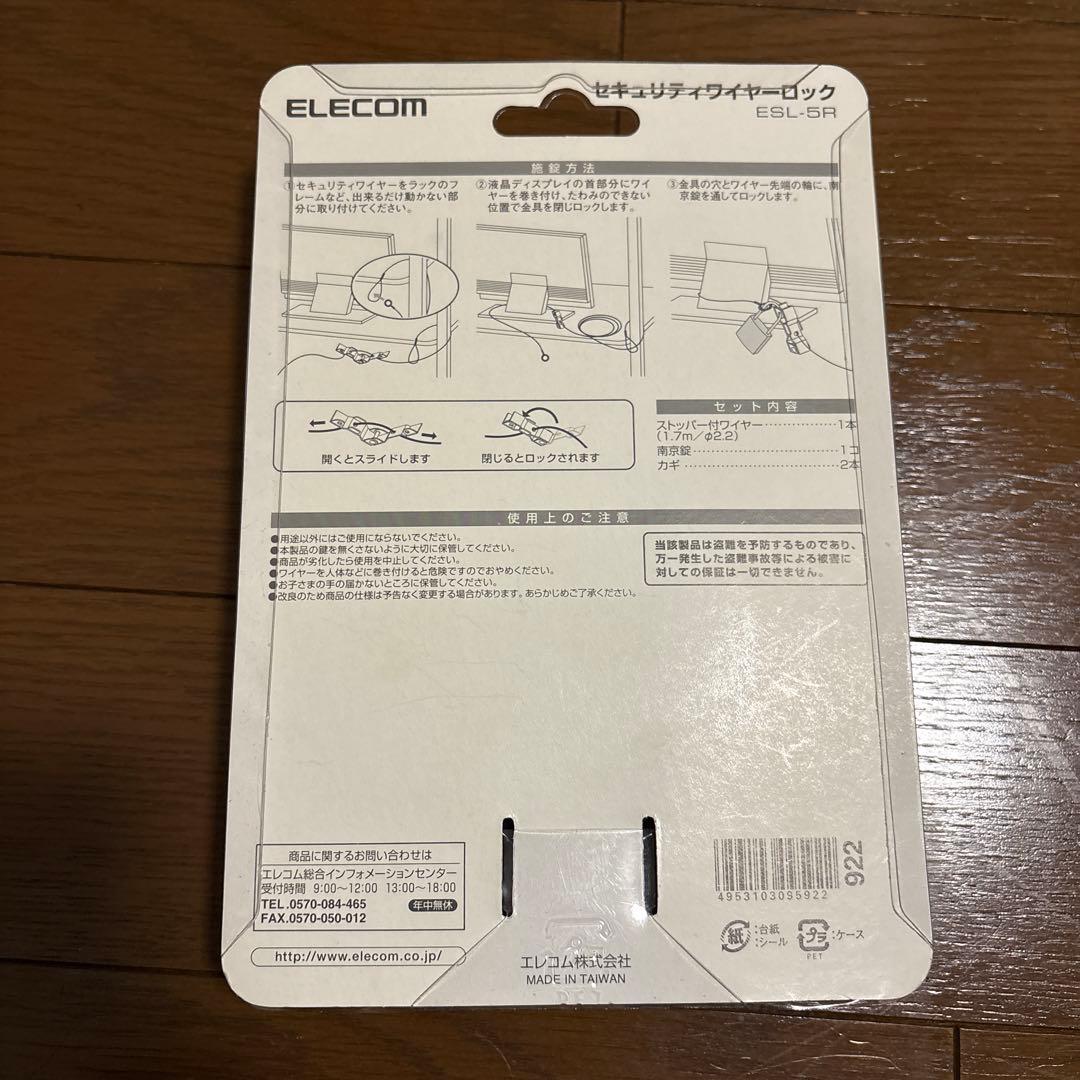 ELECOM
セキュリティワイヤーロック
ESL-5R
施錠方法
①セキュリティワイヤーをラックのフ
レームなど、出来るだけ動かない部
分に取り付けてください。
②液晶ディスプレイの首部分にワイ
ヤーを巻き付け、たわみのできない
位置で金具を閉じロックします。
③金具の穴とワイヤー先端の輪に、南
京錠を通してロックします。
開くとスライドします
閉じるとロックされます
セット内容
ストッパー付ワイヤー……………1本
(1.7m/φ2.2)
南京錠……………………………1コ
カギ………………………………2本
使用上のご注意
●用途以外にはご使用にならないでください。
●本製品の鍵を無くさないように大切に保管してください。
●商品が劣化したら使用を中止してください。
●ワイヤーを人体などに巻き付けると危険ですのでおやめください。
●お子さまの手の届かないところに保管してください。
●改良のため商品の仕様は予告なく変更する場合があります。あらかじめご了承ください。
当該製品は盗難を予防するものであり、
万一発生した盗難事故等による被害に
対しての保証は一切できません。
商品に関するお問い合わせは
エレコム総合インフォメーションセンター
受付時間 9:00～12:00 13:00～18:00
TEL.0570-084-465
FAX.0570-050-012
年中無休
http://www.elecom.co.jp/
エレコム株式会社
MADE IN TAIWAN
922
4953103095922
紙
:台紙
:シール
プラ
:ケース
PET